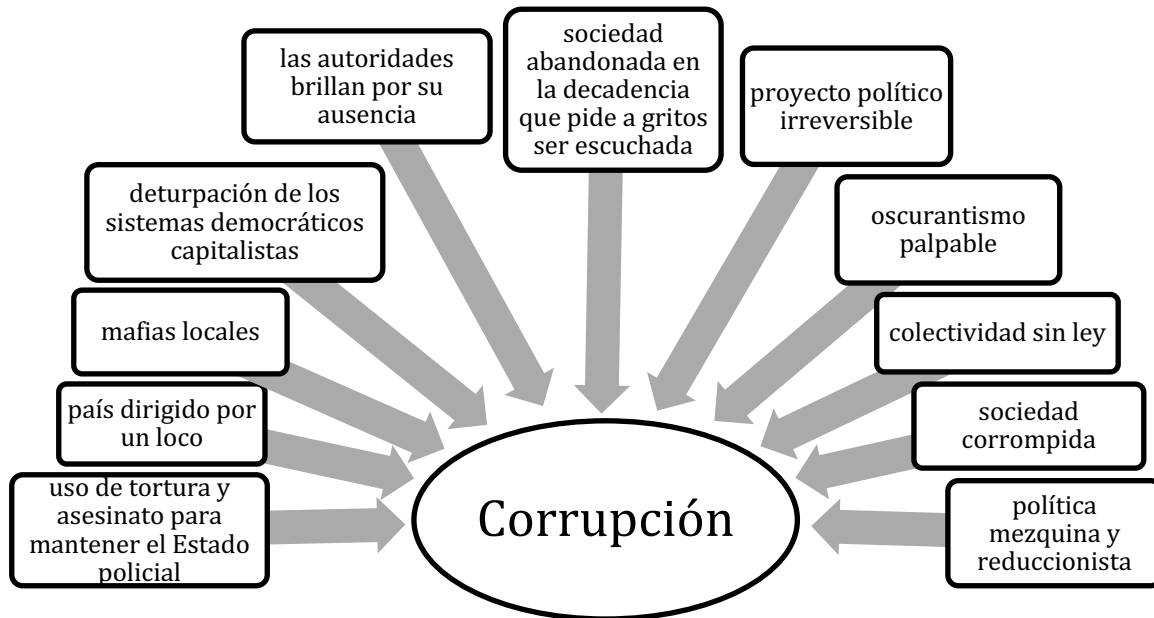 las autoridades
brillan por su
ausencia
sociedad
abandonada en
la decadencia
que pide a gritos
ser escuchada
proyecto político
irreversible
deturpación de los
sistemas democráticos
capitalistas
oscurantismo
palpable
mafias locales
colectividad sin ley
país dirigido por
un loco
sociedad
corrompida
uso de tortura y
asesinato para
mantener el Estado
policial
política
mezquina y
reduccionista
Corrupción